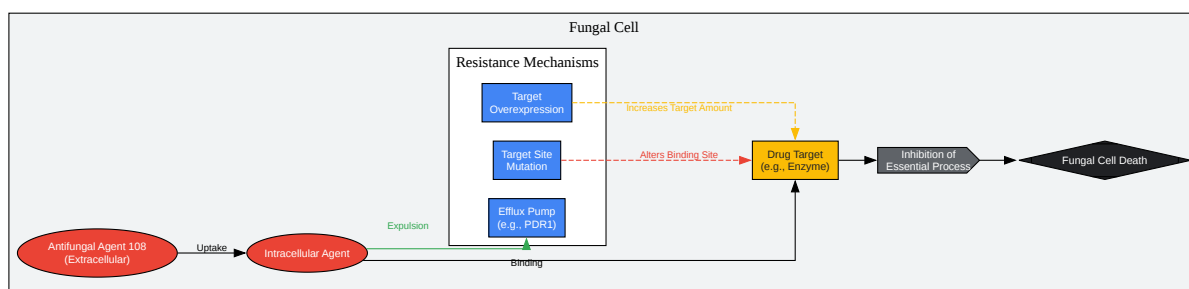 Fungal Cell
Resistance Mechanisms
Target
Overexpression
Increases Target Amount
Target Site
Mutation
Alters Binding Site
Drug Target
(e.g., Enzyme)
Inhibition of
Essential Process
Fungal Cell Death
Efflux Pump
(e.g., PDR1)
Expulsion
Antifungal Agent 108
(Extracellular)
Uptake
Intracellular Agent
Binding